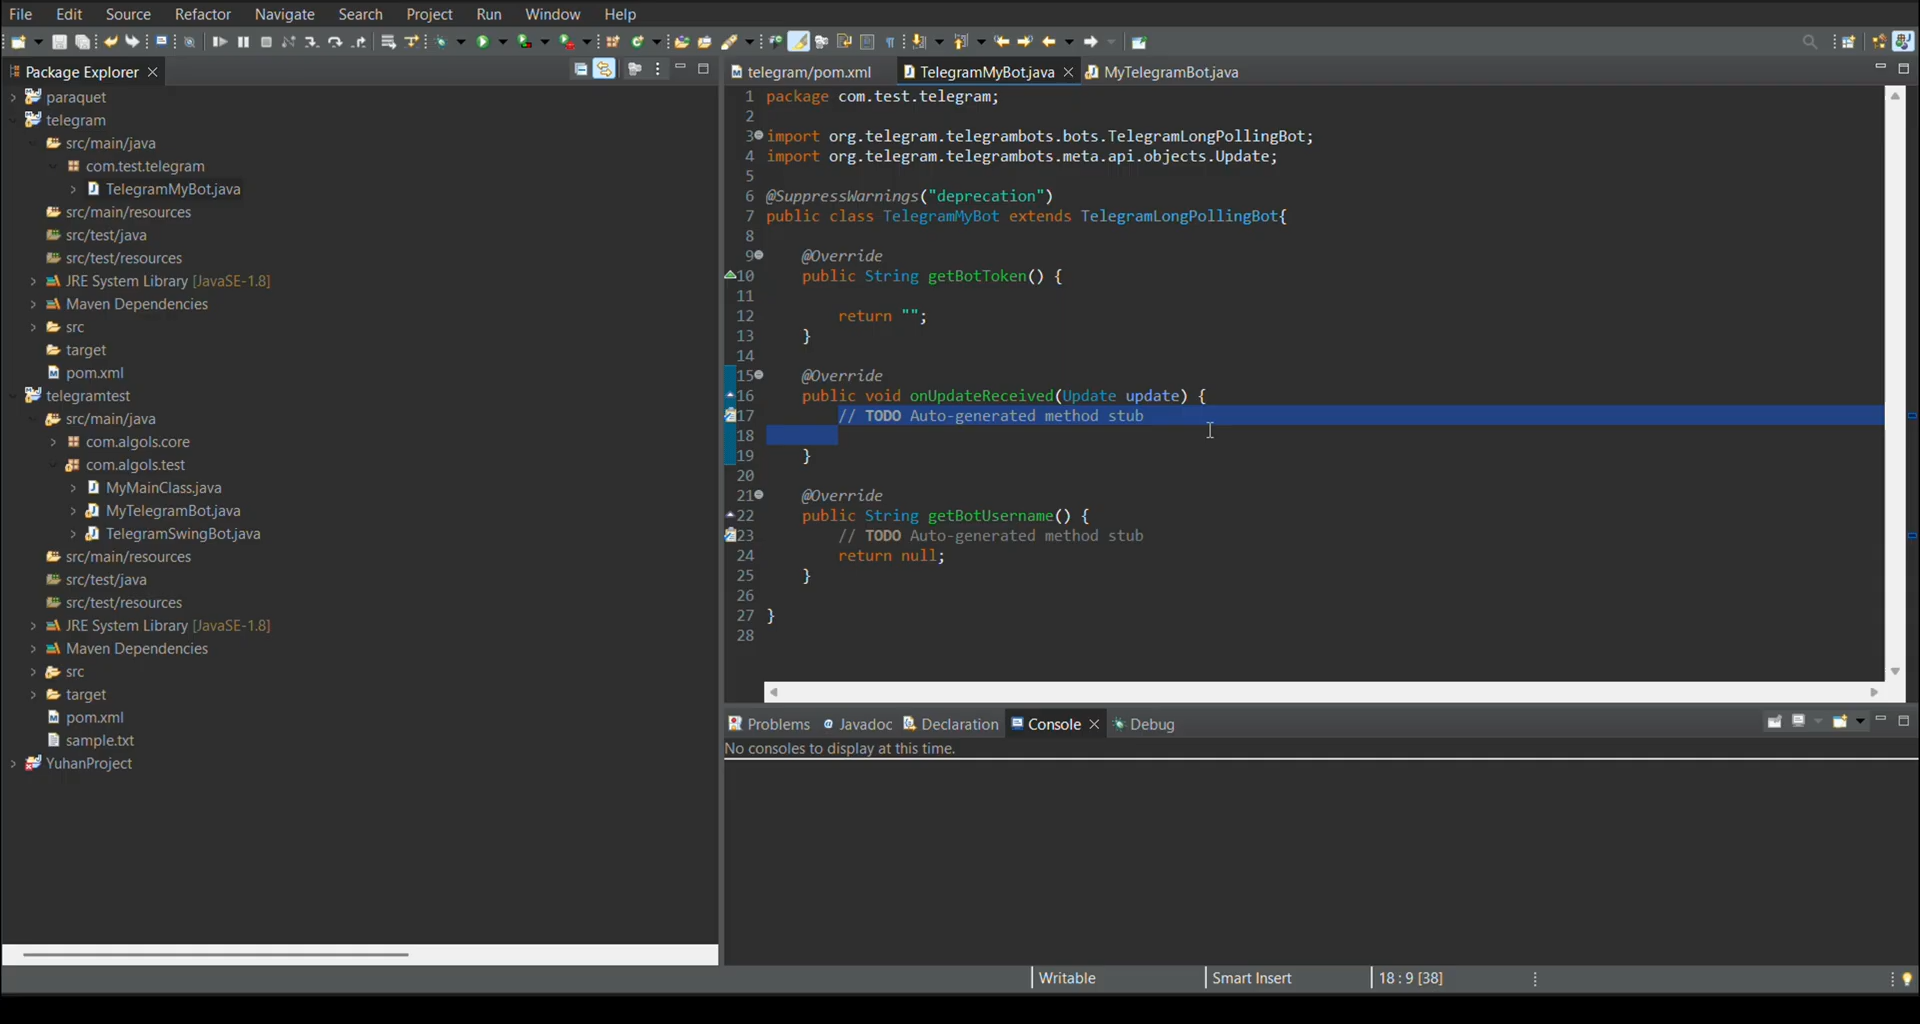 File Edit Source Refactor Navigate Search Project Run Window Help
Package Explorer
paraquet
telegram
src/main/java
com.test.telegram
TelegramMyBot.java
src/main/resources
src/test/java
src/test/resources
JRE System Library [JavaSE-1.8]
Maven Dependencies
src
target
pom.xml
telegramtest
src/main/java
com.algols.core
com.algols.test
MyMainClass.java
MyTelegramBot.java
TelegramSwingBot.java
src/main/resources
src/test/java
src/test/resources
JRE System Library [JavaSE-1.8]
Maven Dependencies
src
target
pom.xml
sample.txt
YuhanProject
telegram/pom.xml TelegramMyBot.java MyTelegramBot.java
1 package com.test.telegram;
2
3 import org.telegram.telegrambots.bots.TelegramLongPollingBot;
4 import org.telegram.telegrambots.meta.api.objects.Update;
5
6 @SuppressWarnings("deprecation")
7 public class TelegramMyBot extends TelegramLongPollingBot{
8
9 @Override
10 public String getBotToken() {
11
12 return "";
13 }
14
15 @Override
16 public void onUpdateReceived(Update update) {
17 // TODO Auto-generated method stub
18
19 }
20
21 @Override
22 public String getBotUsername() {
23 // TODO Auto-generated method stub
24 return null;
25 }
26
27 }
28
Problems Javadoc Declaration Console Debug
No consoles to display at this time.
Writable Smart Insert 18 : 9 [38]